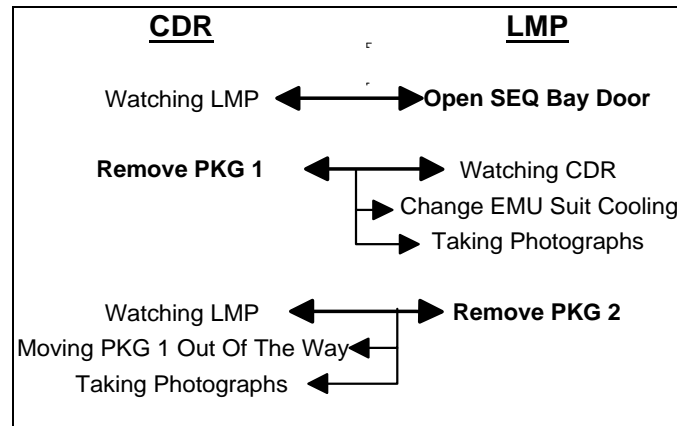 CDR LMP
Watching LMP Open SEQ Bay Door
Remove PKG 1 Watching CDR
Change EMU Suit Cooling
Taking Photographs
Watching LMP Remove PKG 2
Moving PKG 1 Out Of The Way
Taking Photographs